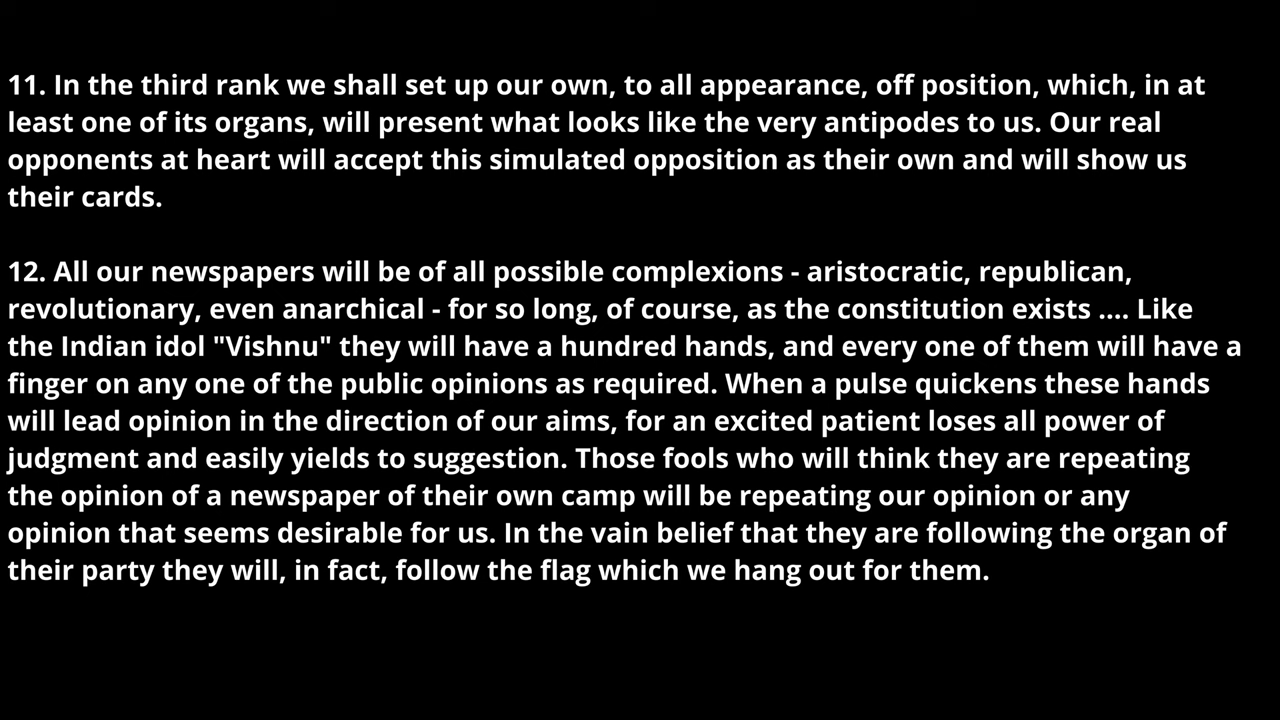 11. In the third rank we shall set up our own, to all appearance, off position, which, in at
least one of its organs, will present what looks like the very antipodes to us. Our real
opponents at heart will accept this simulated opposition as their own and will show us
their cards.
12. All our newspapers will be of all possible complexions - aristocratic, republican,
revolutionary, even anarchical - for so long, of course, as the constitution exists .... Like
the Indian idol "Vishnu" they will have a hundred hands, and every one of them will have a
finger on any one of the public opinions as required. When a pulse quickens these hands
will lead opinion in the direction of our aims, for an excited patient loses all power of
judgment and easily yields to suggestion. Those fools who will think they are repeating
the opinion of a newspaper of their own camp will be repeating our opinion or any
opinion that seems desirable for us. In the vain belief that they are following the organ of
their party they will, in fact, follow the flag which we hang out for them.